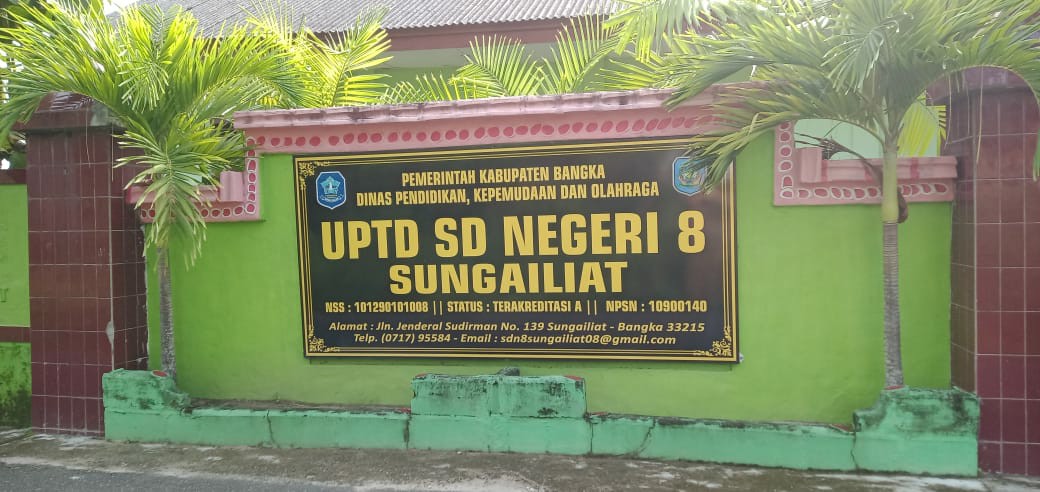 PEMERINTAH KABUPATEN BANGKA
DINAS PENDIDIKAN, KEPEMUDAAN DAN OLAHRAGA
UPTD SD NEGERI 8
SUNGAILIAT
NSS : 101290101008 || STATUS : TERAKREDITASI A || NPSN : 10900140
Alamat : Jln. Jenderal Sudirman No. 139 Sungailiat - Bangka 33215
Telp. (0717) 95584 - Email : sdn8sungailiat08@gmail.com